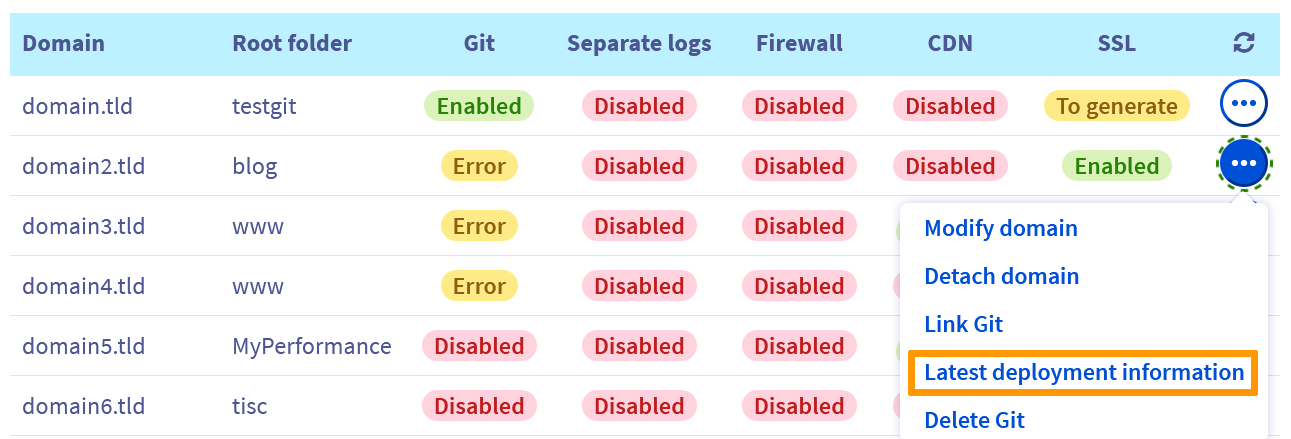 Domain Root folder Git Separate logs Firewall CDN SSL
domain.tld testgit Enabled Disabled Disabled Disabled To generate
domain2.tld blog Error Disabled Disabled Disabled Enabled
domain3.tld www Error Disabled Disabled Modify domain
domain4.tld www Error Disabled Disabled Detach domain
Link Git
domain5.tld MyPerformance Disabled Disabled Disabled
Latest deployment information
domain6.tld tisc Disabled Disabled Disabled
Delete Git